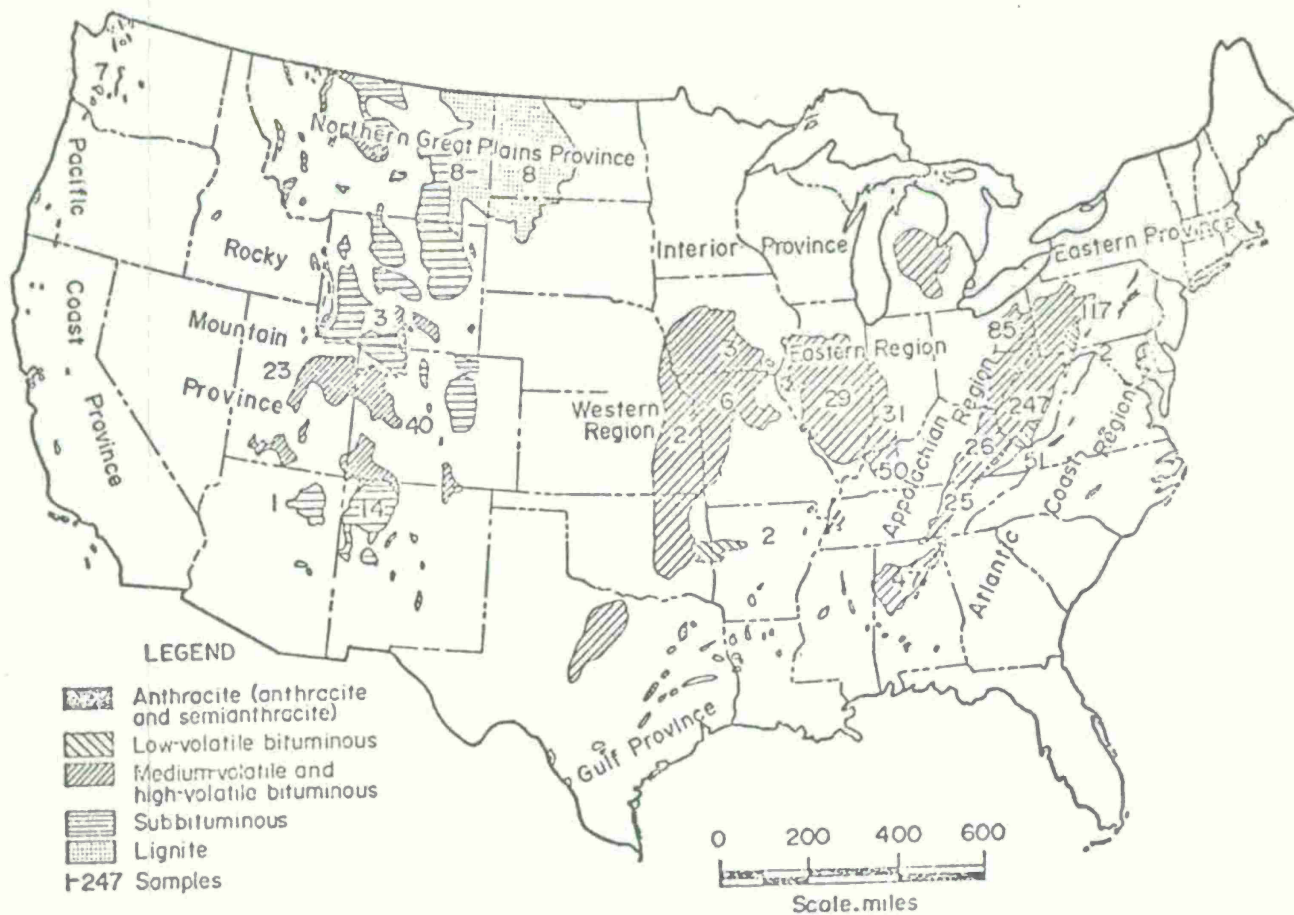 7
Northern Great Plains Province
8-
8
Pacific
Coast
Province
Rocky
Mountain
Province
3
23
40
1
14
Interior Province
Western
Region
3
6
2
2
Eastern Region
29
31
50
Eastern Province
Appalachian Region
85
117
2
247
26
51
25
47
Atlantic Coast Region
Gulf Province
LEGEND
Anthracite (anthracite
and semianthracite)
Low-volatile bituminous
Medium-volatile and
high-volatile bituminous
Subbituminous
Lignite
247 Samples
0 200 400 600
Scale.miles